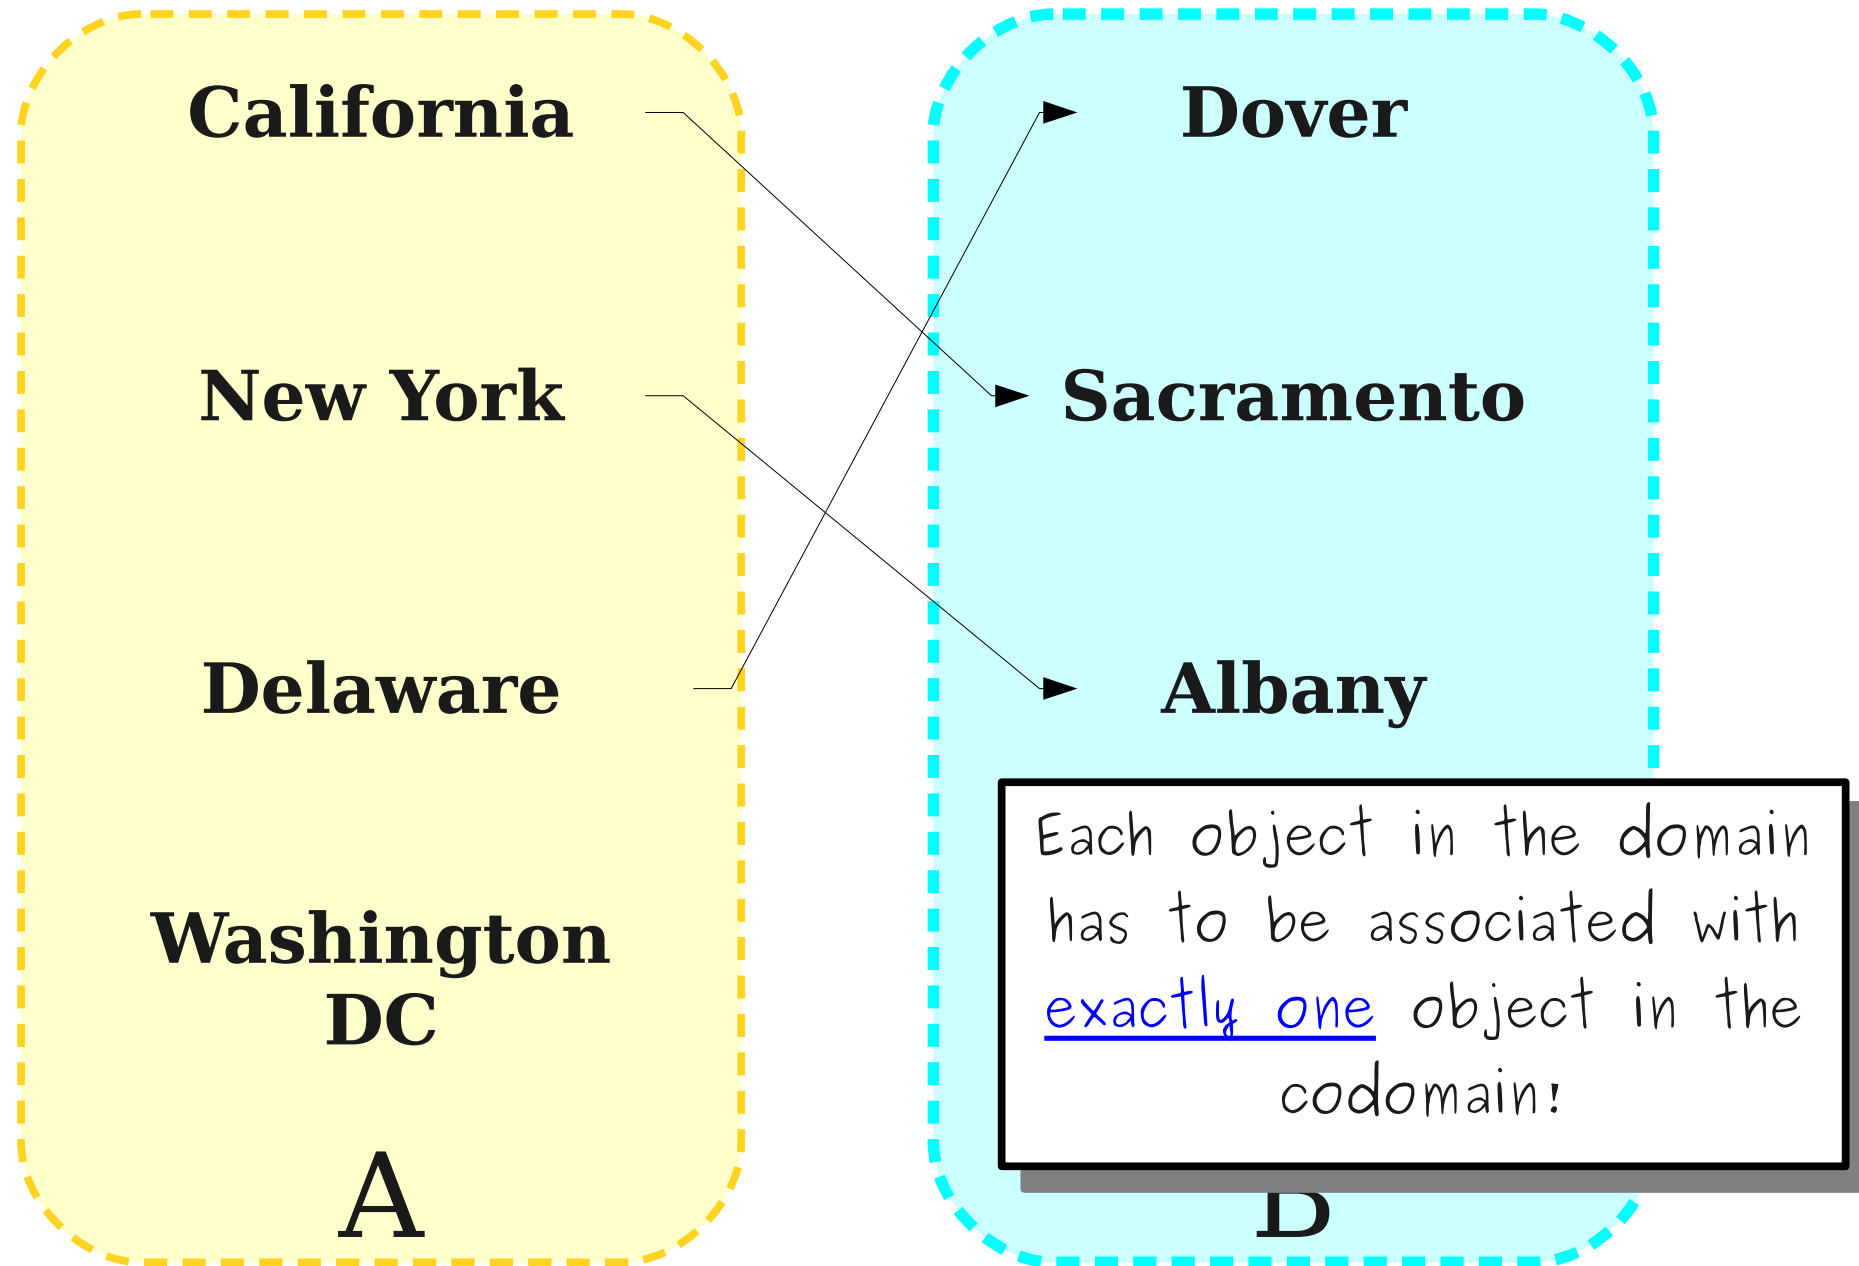 California
New York
Delaware
Washington
DC
A
Dover
Sacramento
Albany
Each object in the domain
has to be associated with
exactly one object in the
codomain!
B